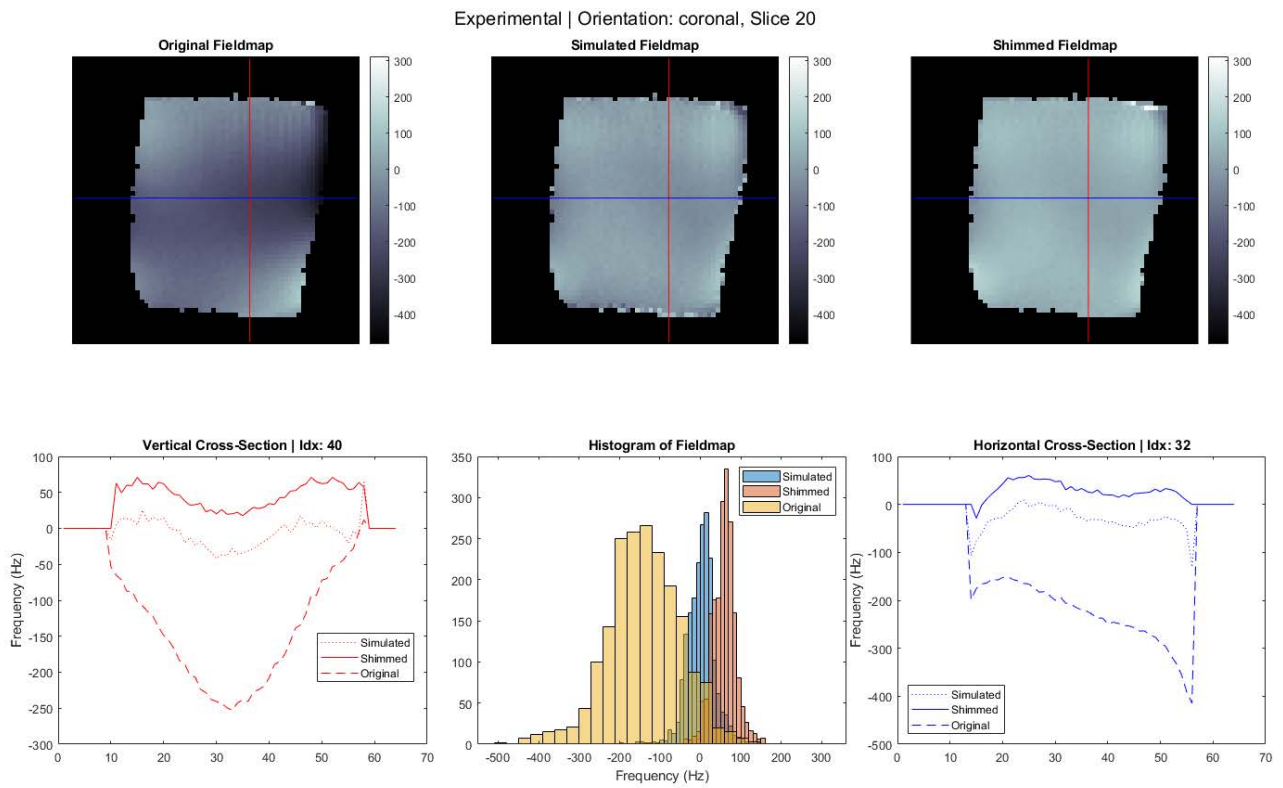 Experimental | Orientation: coronal, Slice 20
Original Fieldmap
300
200
100
0
-100
-200
-300
-400
Simulated Fieldmap
300
200
100
0
-100
-200
-300
-400
Shimmed Fieldmap
300
200
100
0
-100
-200
-300
-400
Vertical Cross-Section | Idx: 40
Frequency (Hz)
100
50
0
-50
-100
-150
-200
-250
-300
0 10 20 30 40 50 60 70
Simulated
Shimmed
Original
Histogram of Fieldmap
350
300
250
200
150
100
50
0
-500 -400 -300 -200 -100 0 100 200 300
Frequency (Hz)
Simulated
Shimmed
Original
Horizontal Cross-Section | Idx: 32
Frequency (Hz)
100
0
-100
-200
-300
-400
-500
0 10 20 30 40 50 60 70
Simulated
Shimmed
Original